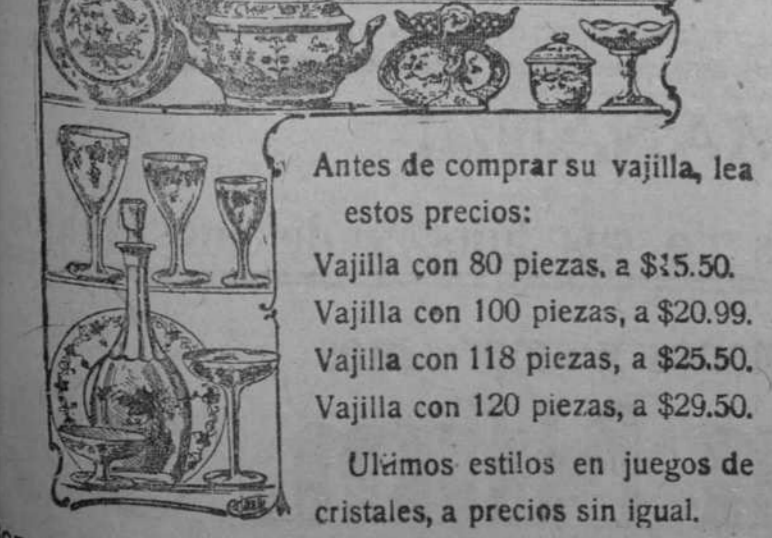 Antes de comprar su vajilla, lea
estos precios:
Vajilla con 80 piezas, a $15.50.
Vajilla con 100 piezas, a $20.99.
Vajilla con 118 piezas, a $25.50.
Vajilla con 120 piezas, a $29.50.
Ultimos estilos en juegos de
cristales, a precios sin igual.